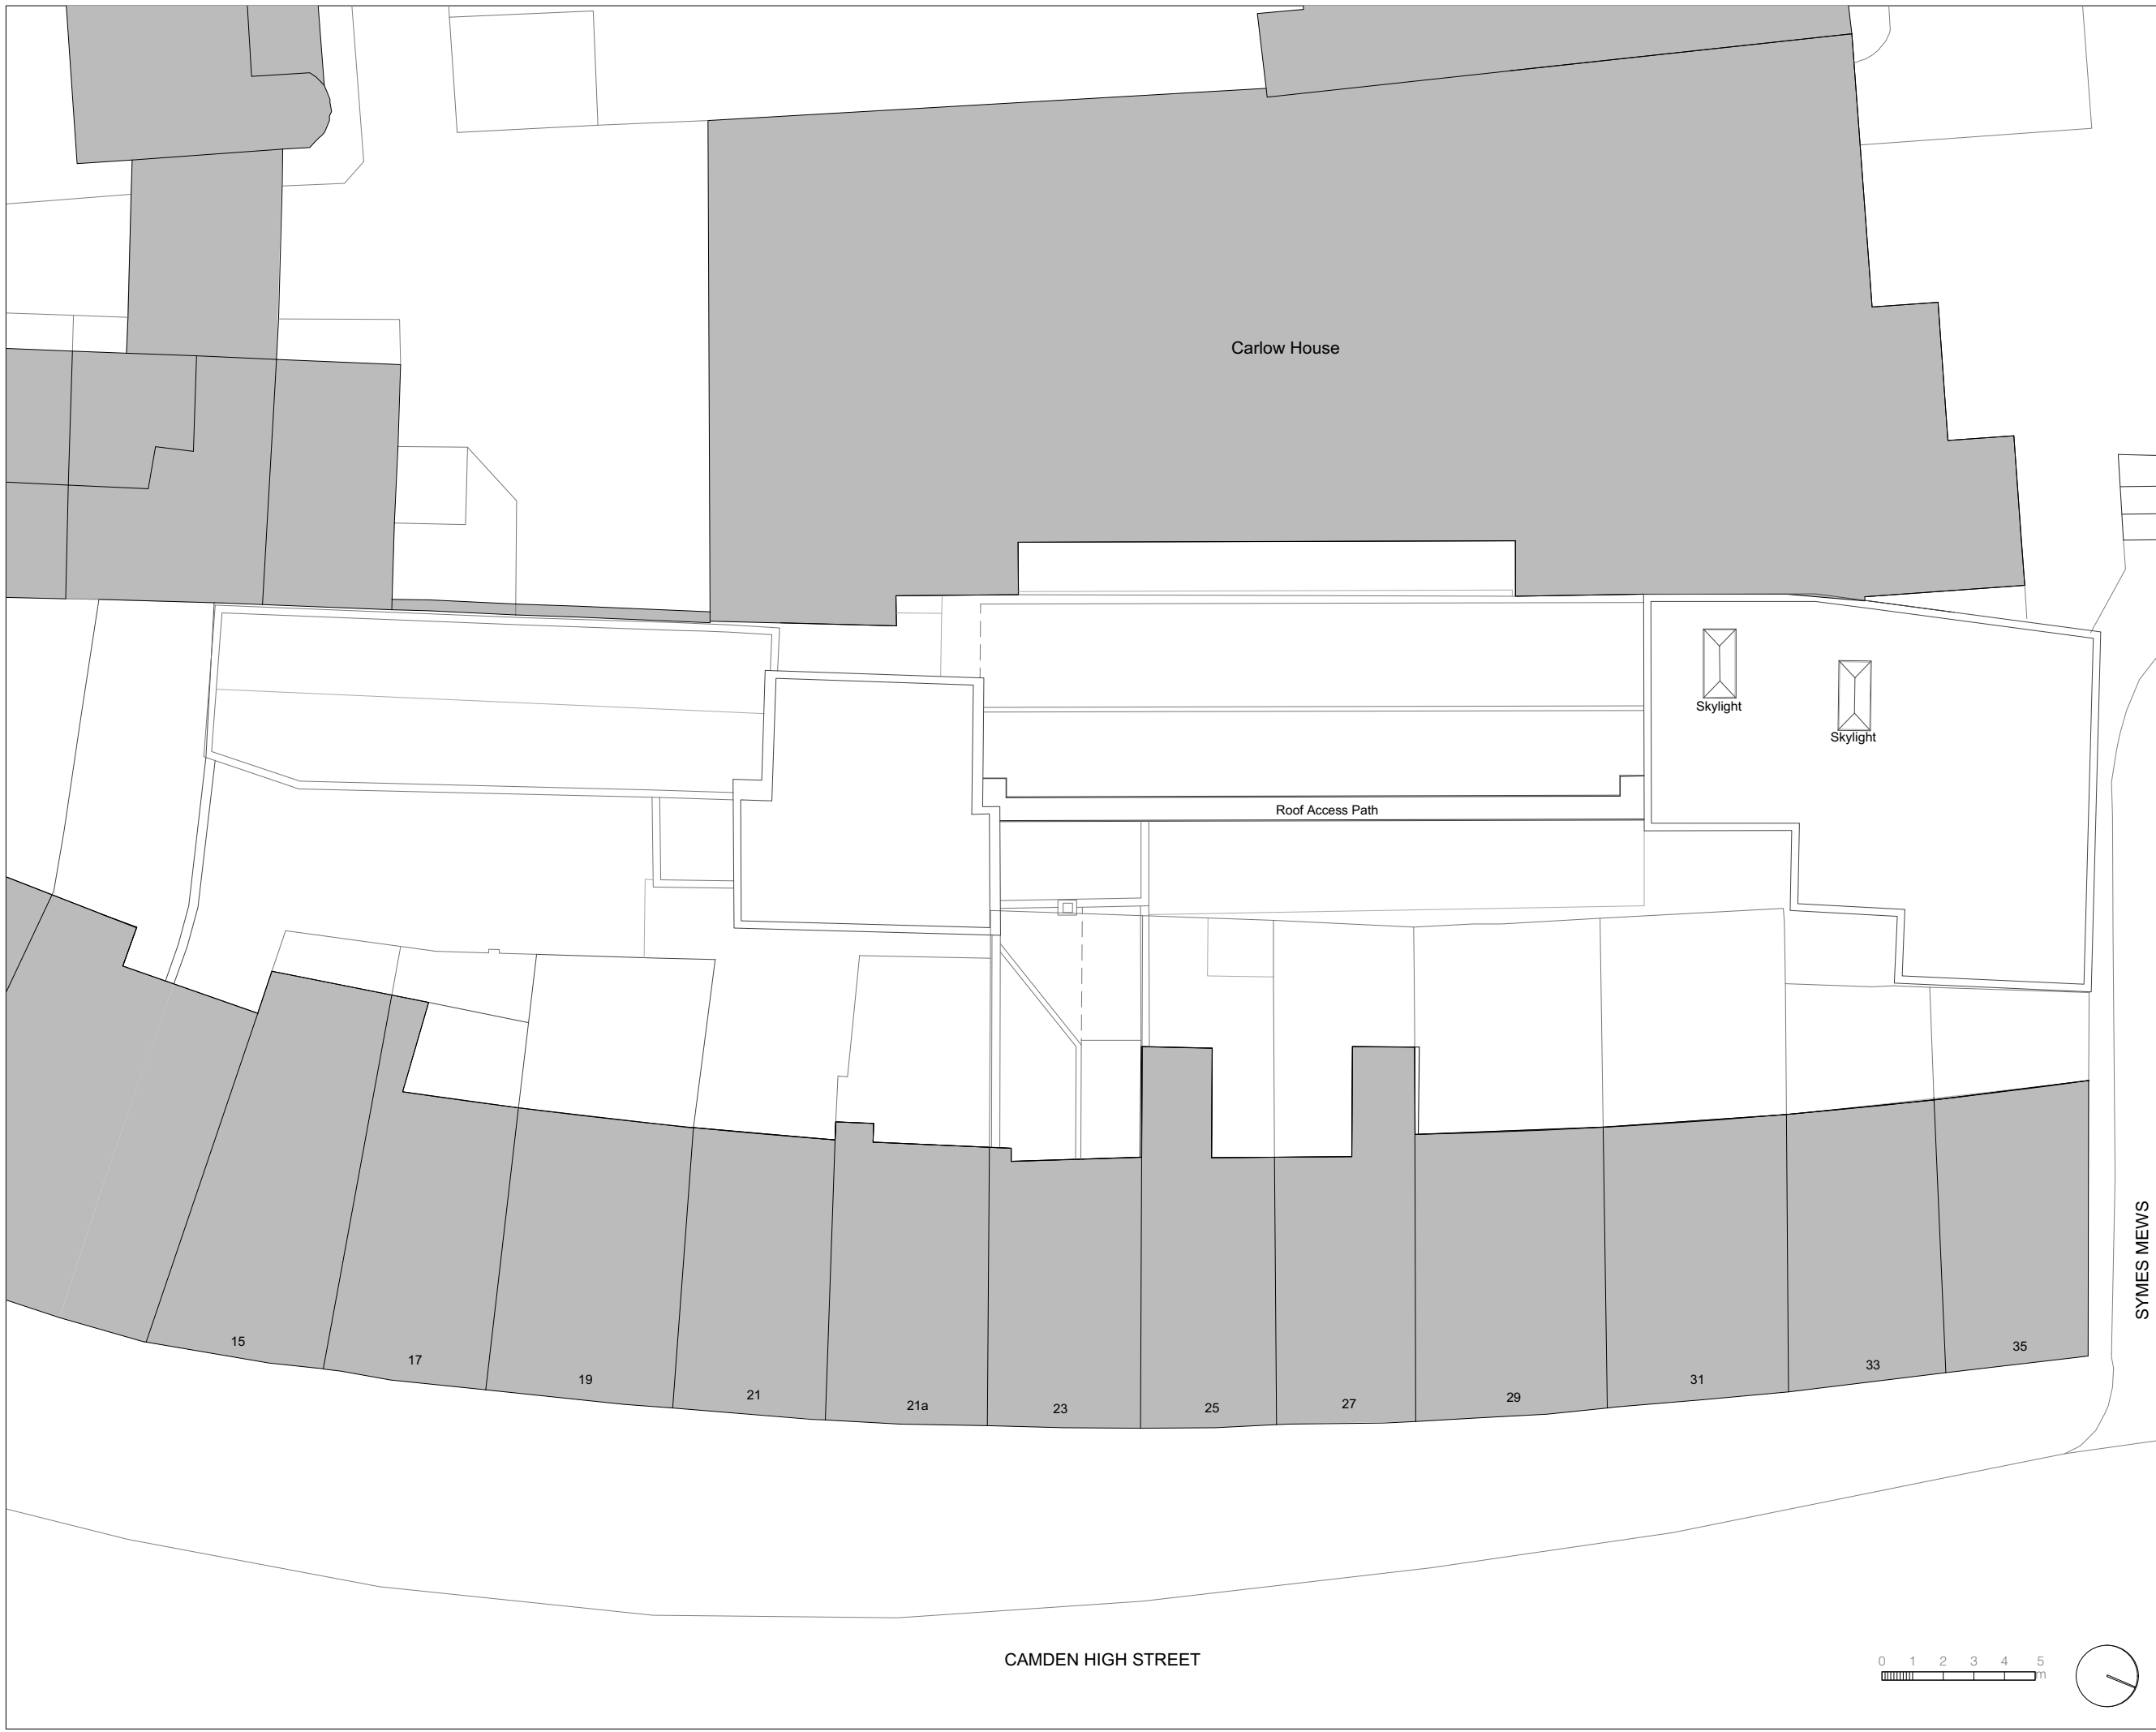 Carlow House
Skylight
Skylight
Roof Access Path
SYMES MEWS
15
17
19
21
21a
23
25
27
29
31
33
35
CAMDEN HIGH STREET
0 1 2 3 4 5
m